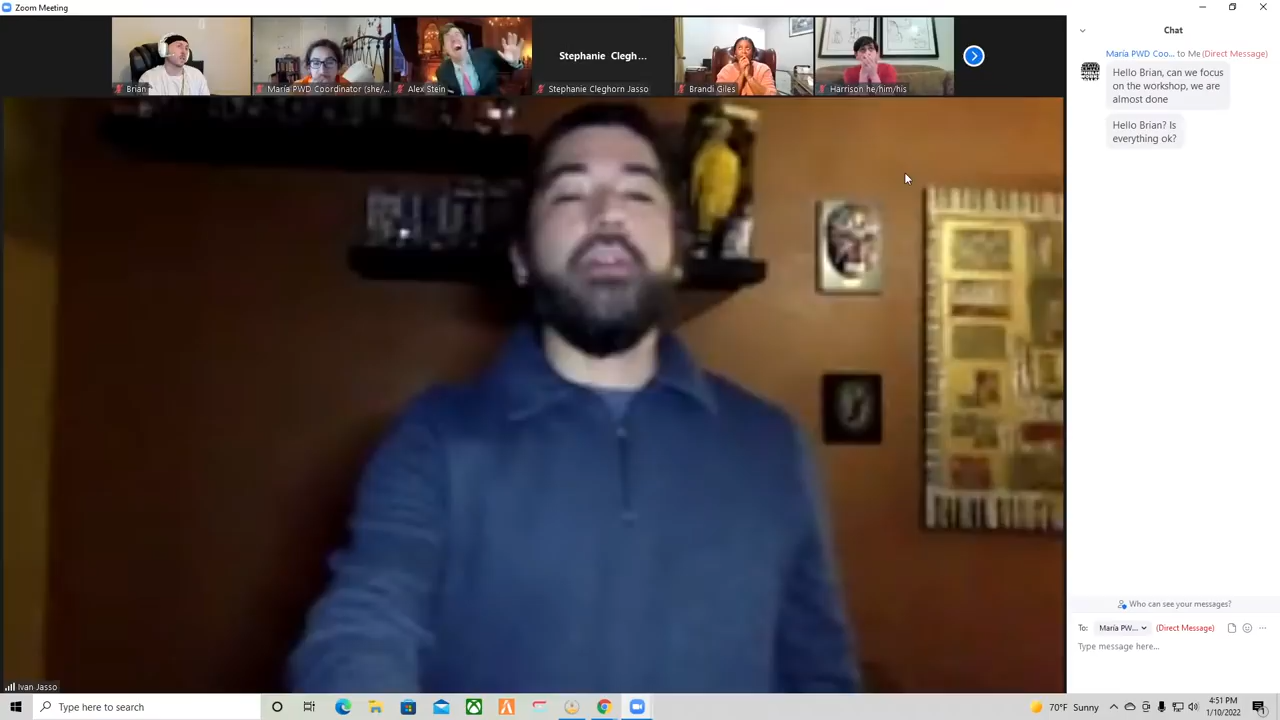 Zoom Meeting
Brian
María PWD Coordinator (she/...
Alex Stein
Stephanie Clegh...
Stephanie Cleghorn Jasso
Brandi Giles
Harrison he/him/his
Chat
María PWD Coo... to Me (Direct Message)
Hello Brian, can we focus
on the workshop, we are
almost done
Hello Brian? Is
everything ok?
Who can see your messages?
To: María PW... (Direct Message)
Type message here...
Ivan Jasso
Type here to search
70°F Sunny
4:51 PM
1/10/2022